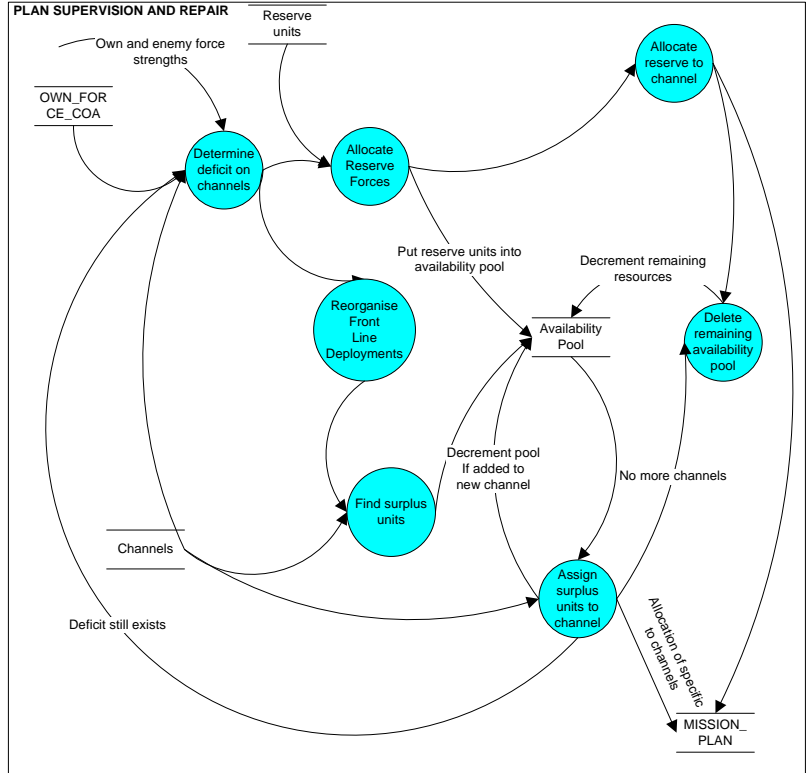 PLAN SUPERVISION AND REPAIR
Reserve
units
Own and enemy force
strengths
Allocate
reserve to
channel
OWN_FOR
CE_COA
Determine
deficit on
channels
Allocate
Reserve
Forces
Put reserve units into
availability pool
Decrement remaining
resources
Reorganise
Front
Line
Deployments
Availability
Pool
Delete
remaining
availability
pool
Decrement pool
If added to
new channel
No more channels
Find surplus
units
Channels
Assign
surplus
units to
channel
Deficit still exists
Allocation of specific
to channels
MISSION_
PLAN